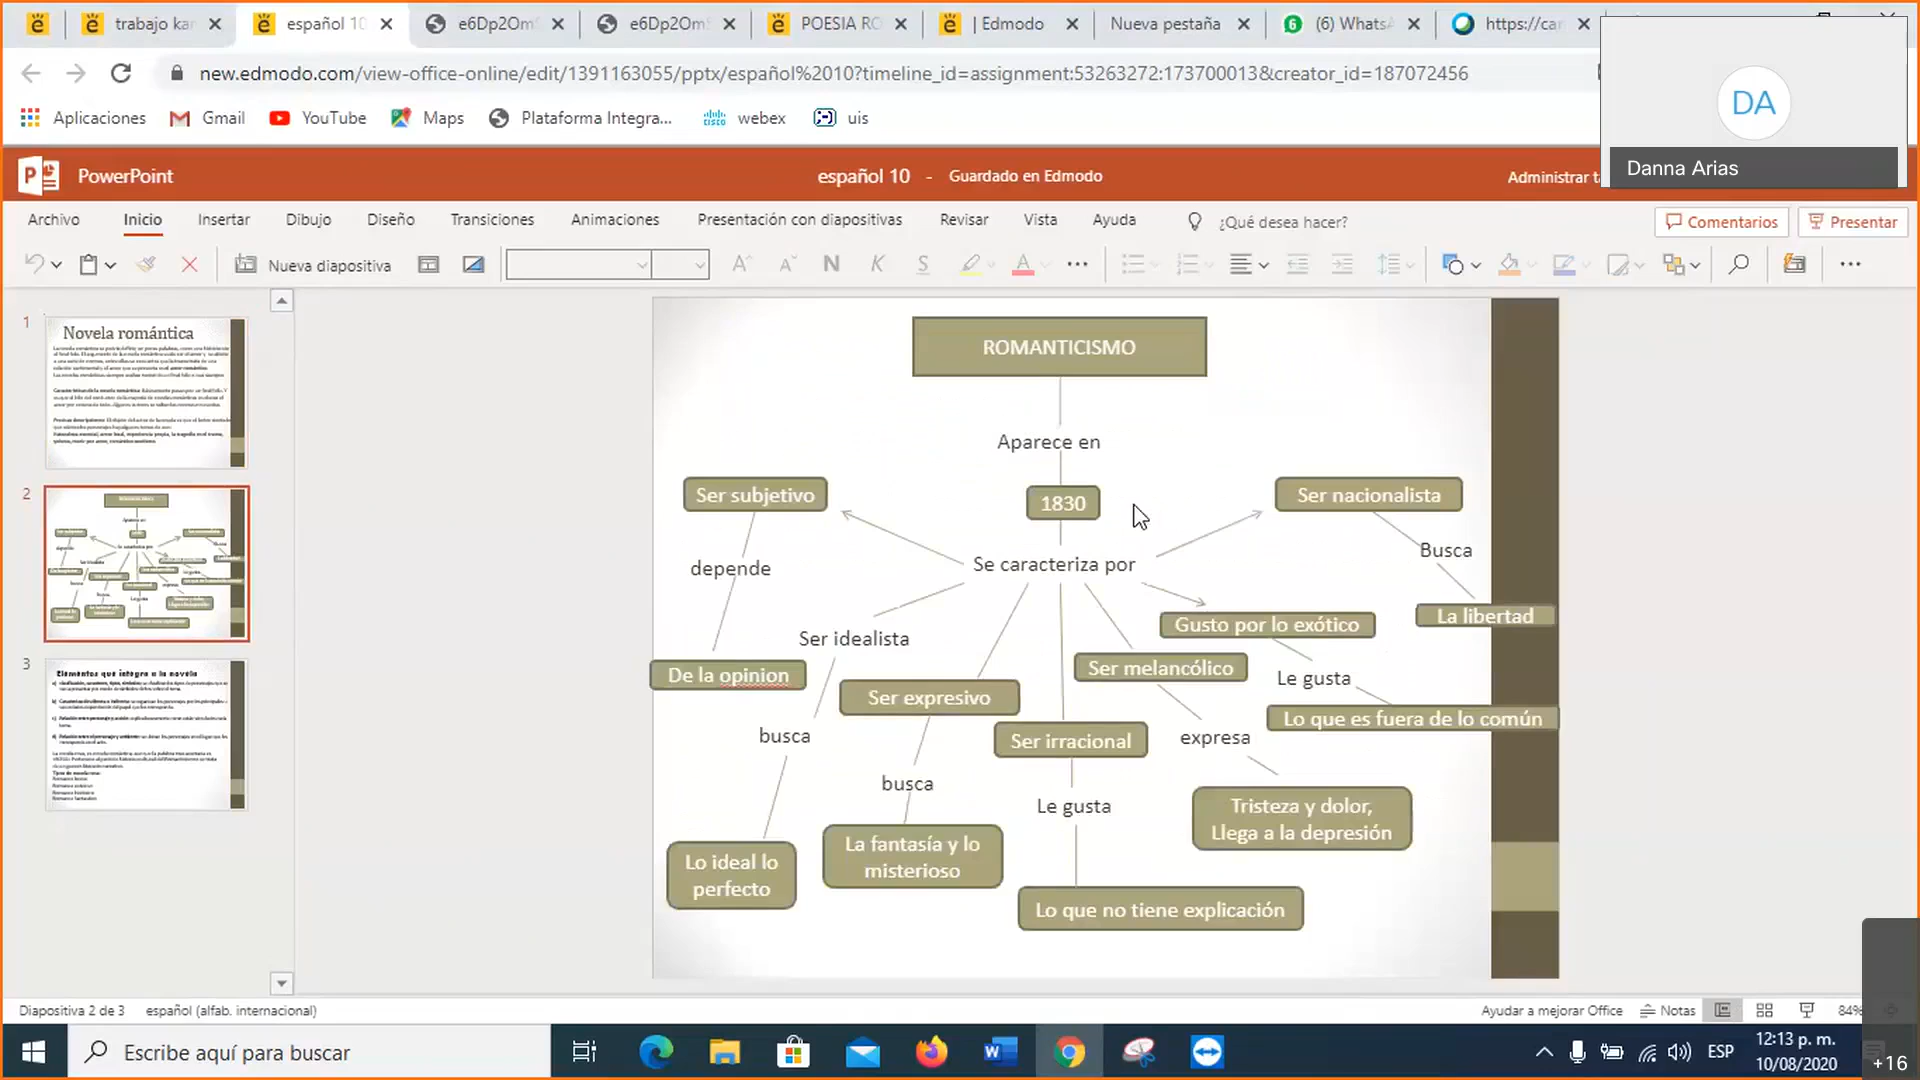 trabajo kar
español 10
e6Dp2Om
e6Dp2Om
POESIA RO
| Edmodo
Nueva pestaña
(6) Whats
https://car
new.edmodo.com/view-office-online/edit/1391163055/pptx/español%2010?timeline_id=assignment:53263272:173700013&creator_id=187072456
Aplicaciones
Gmail
YouTube
Maps
Plataforma Integra...
webex
uis
DA
Danna Arias
PowerPoint
español 10 - Guardado en Edmodo
Administrar ta
Archivo
Inicio
Insertar
Dibujo
Diseño
Transiciones
Animaciones
Presentación con diapositivas
Revisar
Vista
Ayuda
¿Qué desea hacer?
Comentarios
Presentar
Nueva diapositiva
N
K
S
1
Novela romántica
2
3
Elementos que integra a la novela
ROMANTICISMO
Aparece en
1830
Se caracteriza por
Ser subjetivo
depende
De la opinion
Ser idealista
busca
Lo ideal lo
perfecto
Ser expresivo
busca
La fantasía y lo
misterioso
Ser irracional
Le gusta
Lo que no tiene explicación
Ser melancólico
expresa
Tristeza y dolor,
Llega a la depresión
Gusto por lo exótico
Le gusta
Lo que es fuera de lo común
Ser nacionalista
Busca
La libertad
Diapositiva 2 de 3
español (alfab. internacional)
Ayudar a mejorar Office
Notas
84%
Escribe aquí para buscar
ESP
12:13 p. m.
10/08/2020
+16